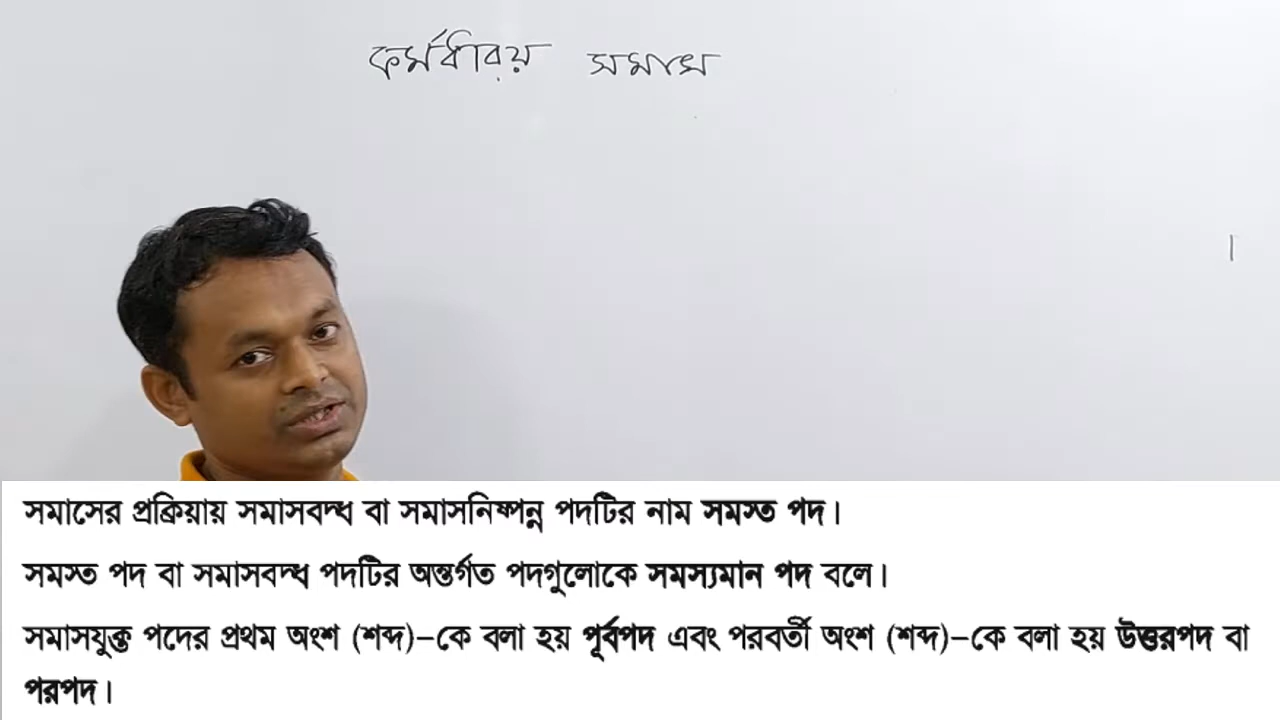 কর্মধারয় সমাস
সমাসের প্রক্রিয়ায় সমাসবদ্ধ বা সমাসনিষ্পন্ন পদটির নাম সমস্ত পদ।
সমস্ত পদ বা সমাসবদ্ধ পদটির অন্তর্গত পদগুলোকে সমস্যমান পদ বলে।
সমাসযুক্ত পদের প্রথম অংশ (শব্দ)–কে বলা হয় পূর্বপদ এবং পরবর্তী অংশ (শব্দ)–কে বলা হয় উত্তরপদ বা
পরপদ।